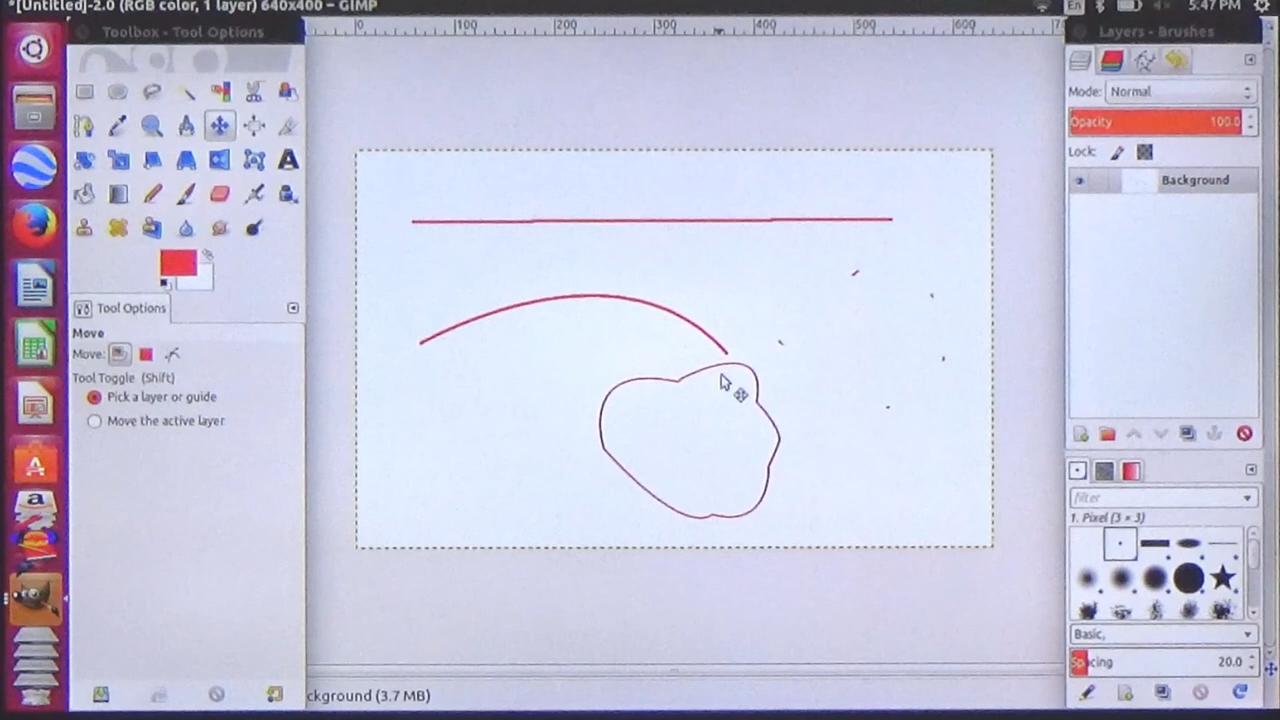 *[Untitled]-2.0 (RGB color, 1 layer) 640x400 – GIMP
En
5:47 PM
Toolbox - Tool Options
Layers - Brushes
0 100 200 300 400 500 600
Mode: Normal
Opacity 100.0
Lock:
Background
Tool Options
Move
Move:
Tool Toggle (Shift)
Pick a layer or guide
Move the active layer
filter
1. Pixel (3 × 3)
Basic,
Spacing 20.0
ckground (3.7 MB)